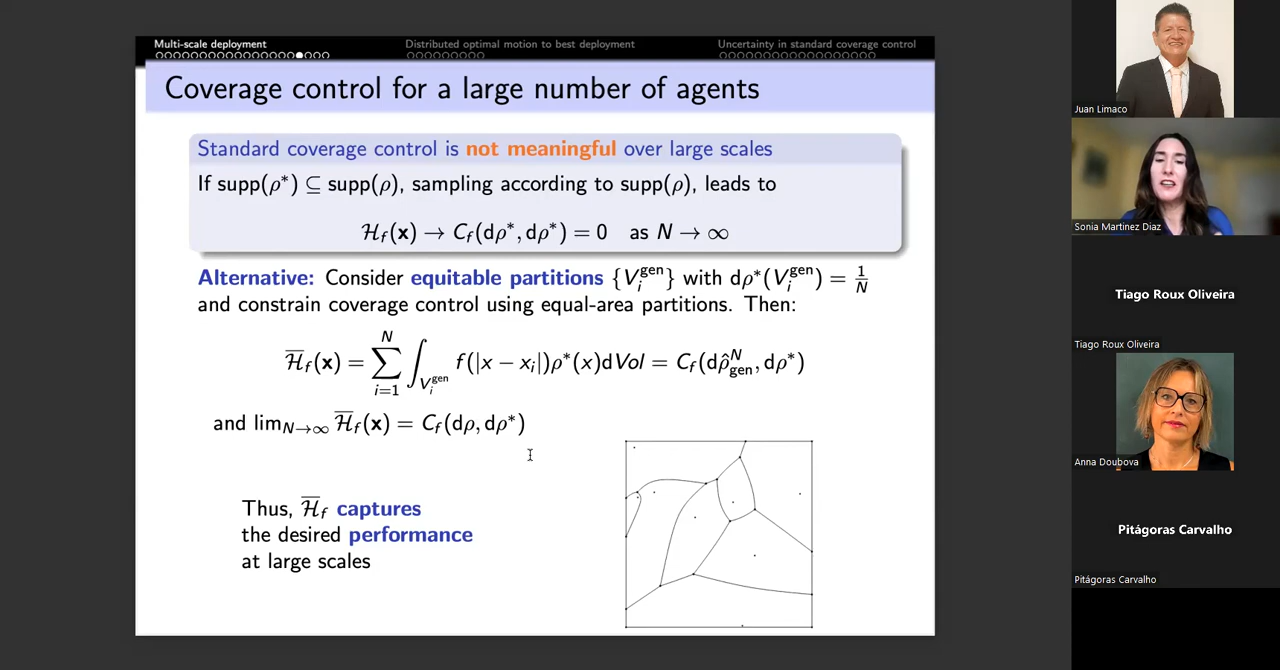 Multi-scale deployment
Distributed optimal motion to best deployment
Uncertainty in standard coverage control
Coverage control for a large number of agents
Standard coverage control is not meaningful over large scales
If supp(ρ*) ⊆ supp(ρ), sampling according to supp(ρ), leads to
ℋ_f(𝐱) → C_f(dρ*, dρ*) = 0 as N → ∞
Alternative: Consider equitable partitions {V_i^gen} with dρ*(V_i^gen) = 1/N
and constrain coverage control using equal-area partitions. Then:
ℋ̅_f(𝐱) = ∑_{i=1}^{N} ∫_{V_i^gen} f(|x − x_i|)ρ*(x)dVol = C_f(dρ̂_gen^N, dρ*)
and lim_{N→∞} ℋ̅_f(𝐱) = C_f(dρ, dρ*)
Thus, ℋ̅_f captures
the desired performance
at large scales
Juan Limaco
Sonia Martinez Diaz
Tiago Roux Oliveira
Tiago Roux Oliveira
Anna Doubova
Pitágoras Carvalho
Pitágoras Carvalho